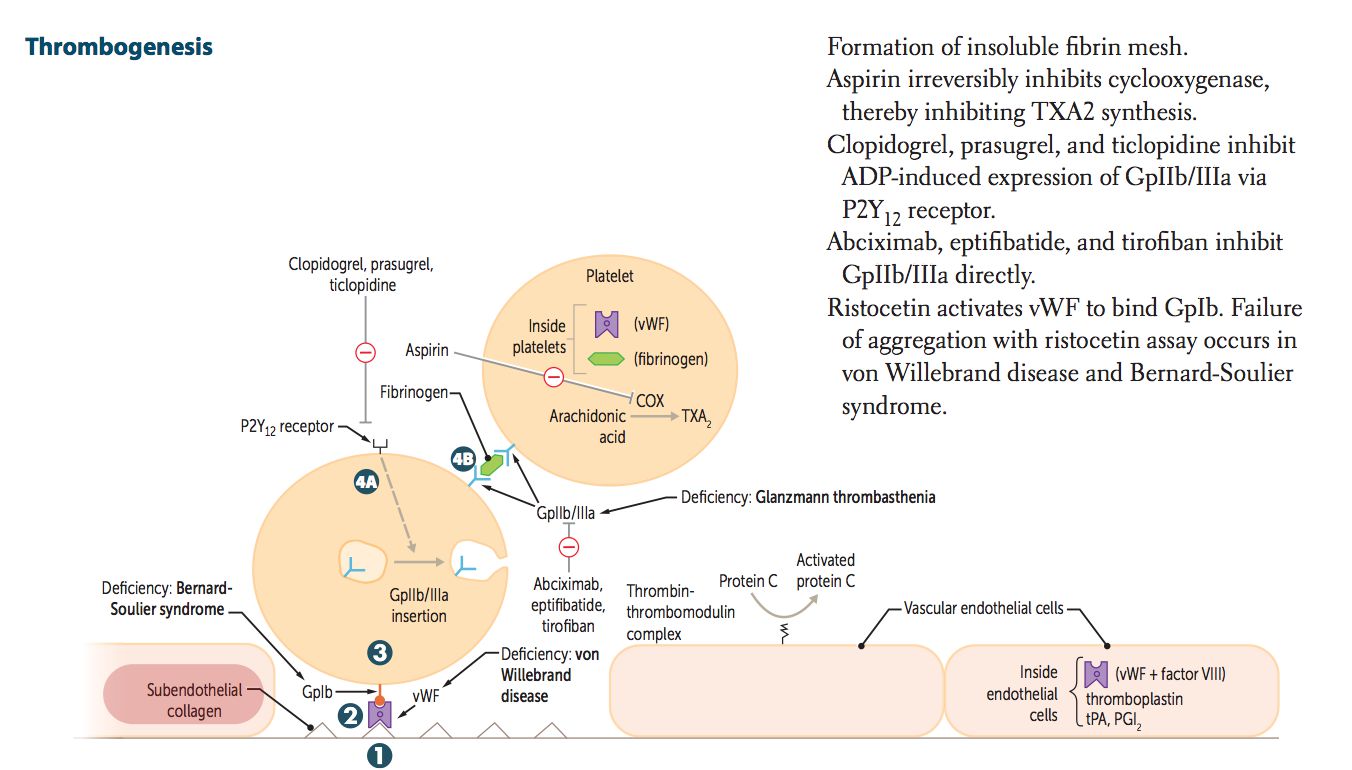 Thrombogenesis
Formation of insoluble fibrin mesh.
Aspirin irreversibly inhibits cyclooxygenase,
thereby inhibiting TXA2 synthesis.
Clopidogrel, prasugrel, and ticlopidine inhibit
ADP-induced expression of GpIIb/IIIa via
P2Y₁₂ receptor.
Abciximab, eptifibatide, and tirofiban inhibit
GpIIb/IIIa directly.
Ristocetin activates vWF to bind GpIb. Failure
of aggregation with ristocetin assay occurs in
von Willebrand disease and Bernard-Soulier
syndrome.
Clopidogrel, prasugrel,
ticlopidine
Platelet
Inside
platelets
(vWF)
(fibrinogen)
Aspirin
COX
Arachidonic
acid
TXA₂
Fibrinogen
P2Y₁₂ receptor
4B
4A
GpIIb/IIIa
Deficiency: Glanzmann thrombasthenia
GpIIb/IIIa
insertion
Abciximab,
eptifibatide,
tirofiban
Deficiency: Bernard-
Soulier syndrome
3
Thrombin-
thrombomodulin
complex
Protein C
Activated
protein C
Vascular endothelial cells
Deficiency: von
Willebrand
disease
Subendothelial
collagen
GpIb
vWF
2
1
Inside
endothelial
cells
(vWF + factor VIII)
thromboplastin
tPA, PGI₂